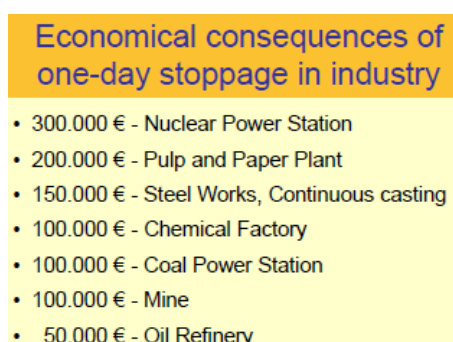 Economical consequences of
one-day stoppage in industry
• 300.000 € - Nuclear Power Station
• 200.000 € - Pulp and Paper Plant
• 150.000 € - Steel Works, Continuous casting
• 100.000 € - Chemical Factory
• 100.000 € - Coal Power Station
• 100.000 € - Mine
• 50.000 € - Oil Refinery